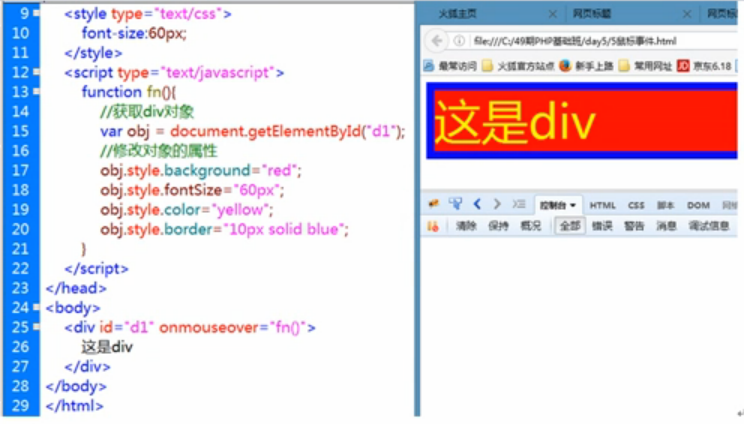 9 <style type="text/css">
10 font-size:60px;
11 </style>
12 <script type="text/javascript">
13 function fn(){
14 //获取div对象
15 var obj = document.getElementById("d1");
16 //修改对象的属性
17 obj.style.background="red";
18 obj.style.fontSize="60px";
19 obj.style.color="yellow";
20 obj.style.border="10px solid blue";
21 }
22 </script>
23 </head>
24 <body>
25 <div id="d1" onmouseover="fn()">
26 这是div
27 </div>
28 </body>
29 </html>
火狐主页 × 网页标题 × 网页标
file:///C:/49期PHP基础班/day5/5鼠标事件.html
最常访问 火狐官方站点 新手上路 常用网址 JD 京东6.18
这是div
控制台 HTML CSS 脚本 DOM
清除 保持 概况 全部 错误 警告 消息 调试信息